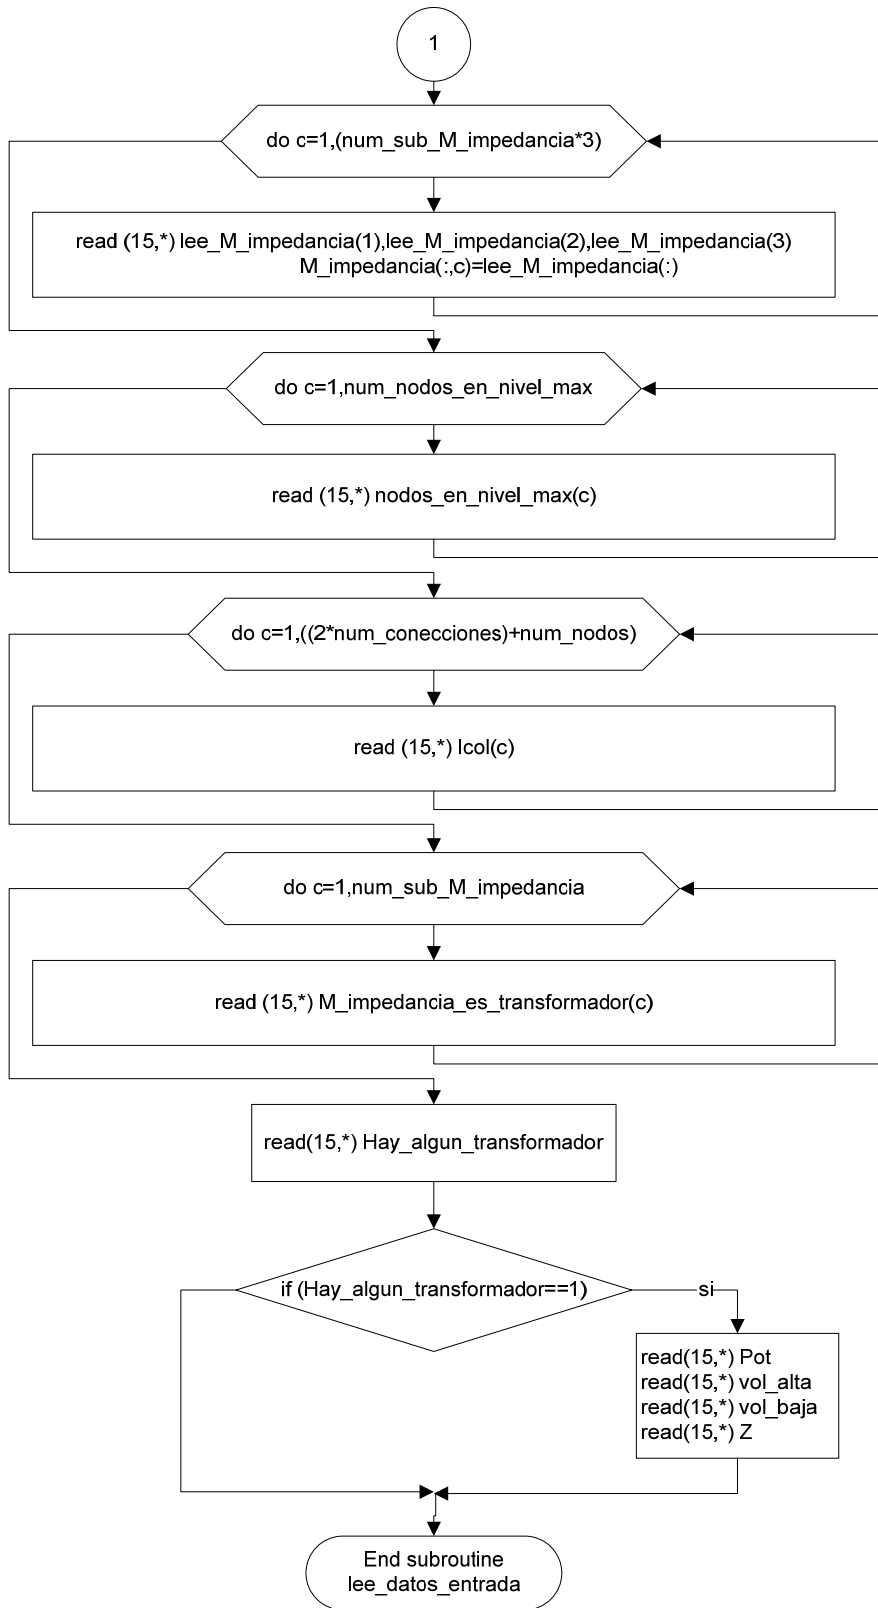 1
do c=1,(num_sub_M_impedancia*3)
read (15,*) lee_M_impedancia(1),lee_M_impedancia(2),lee_M_impedancia(3)
M_impedancia(:,c)=lee_M_impedancia(:)
do c=1,num_nodos_en_nivel_max
read (15,*) nodos_en_nivel_max(c)
do c=1,((2*num_conecciones)+num_nodos)
read (15,*) lcol(c)
do c=1,num_sub_M_impedancia
read (15,*) M_impedancia_es_transformador(c)
read(15,*) Hay_algun_transformador
if (Hay_algun_transformador==1)
si
read(15,*) Pot
read(15,*) vol_alta
read(15,*) vol_baja
read(15,*) Z
End subroutine
lee_datos_entrada